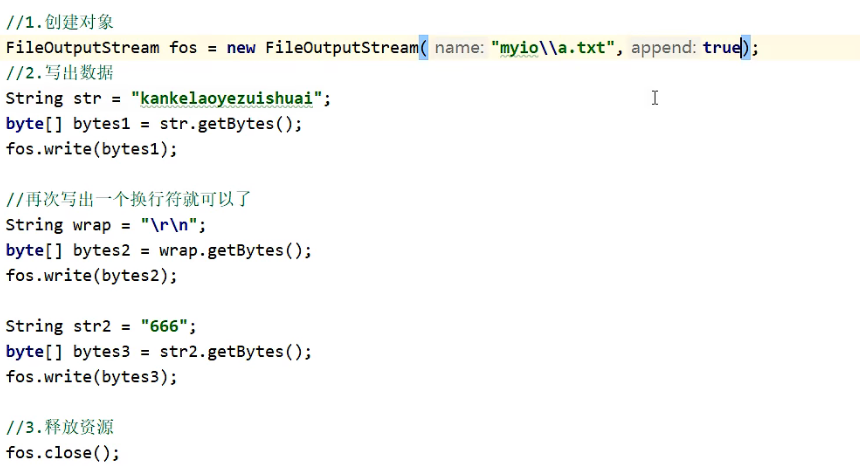 //1.创建对象
FileOutputStream fos = new FileOutputStream( name: "myio\\a.txt", append: true);
//2.写出数据
String str = "kankelaoyezuishuai";
byte[] bytes1 = str.getBytes();
fos.write(bytes1);
//再次写出一个换行符就可以了
String wrap = "\r\n";
byte[] bytes2 = wrap.getBytes();
fos.write(bytes2);
String str2 = "666";
byte[] bytes3 = str2.getBytes();
fos.write(bytes3);
//3.释放资源
fos.close();